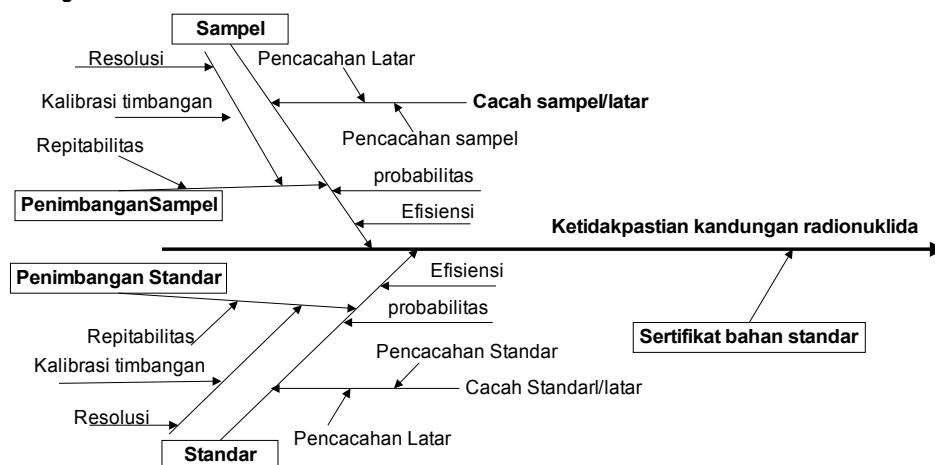 Sampel
Resolusi
Pencacahan Latar
Kalibrasi timbangan
Cacah sampel/latar
Pencacahan sampel
Repitabilitas
probabilitas
PenimbanganSampel
Efisiensi
Ketidakpastian kandungan radionuklida
Penimbangan Standar
Efisiensi
probabilitas
Repitabilitas
Sertifikat bahan standar
Pencacahan Standar
Kalibrasi timbangan
Cacah Standarl/latar
Resolusi
Pencacahan Latar
Standar